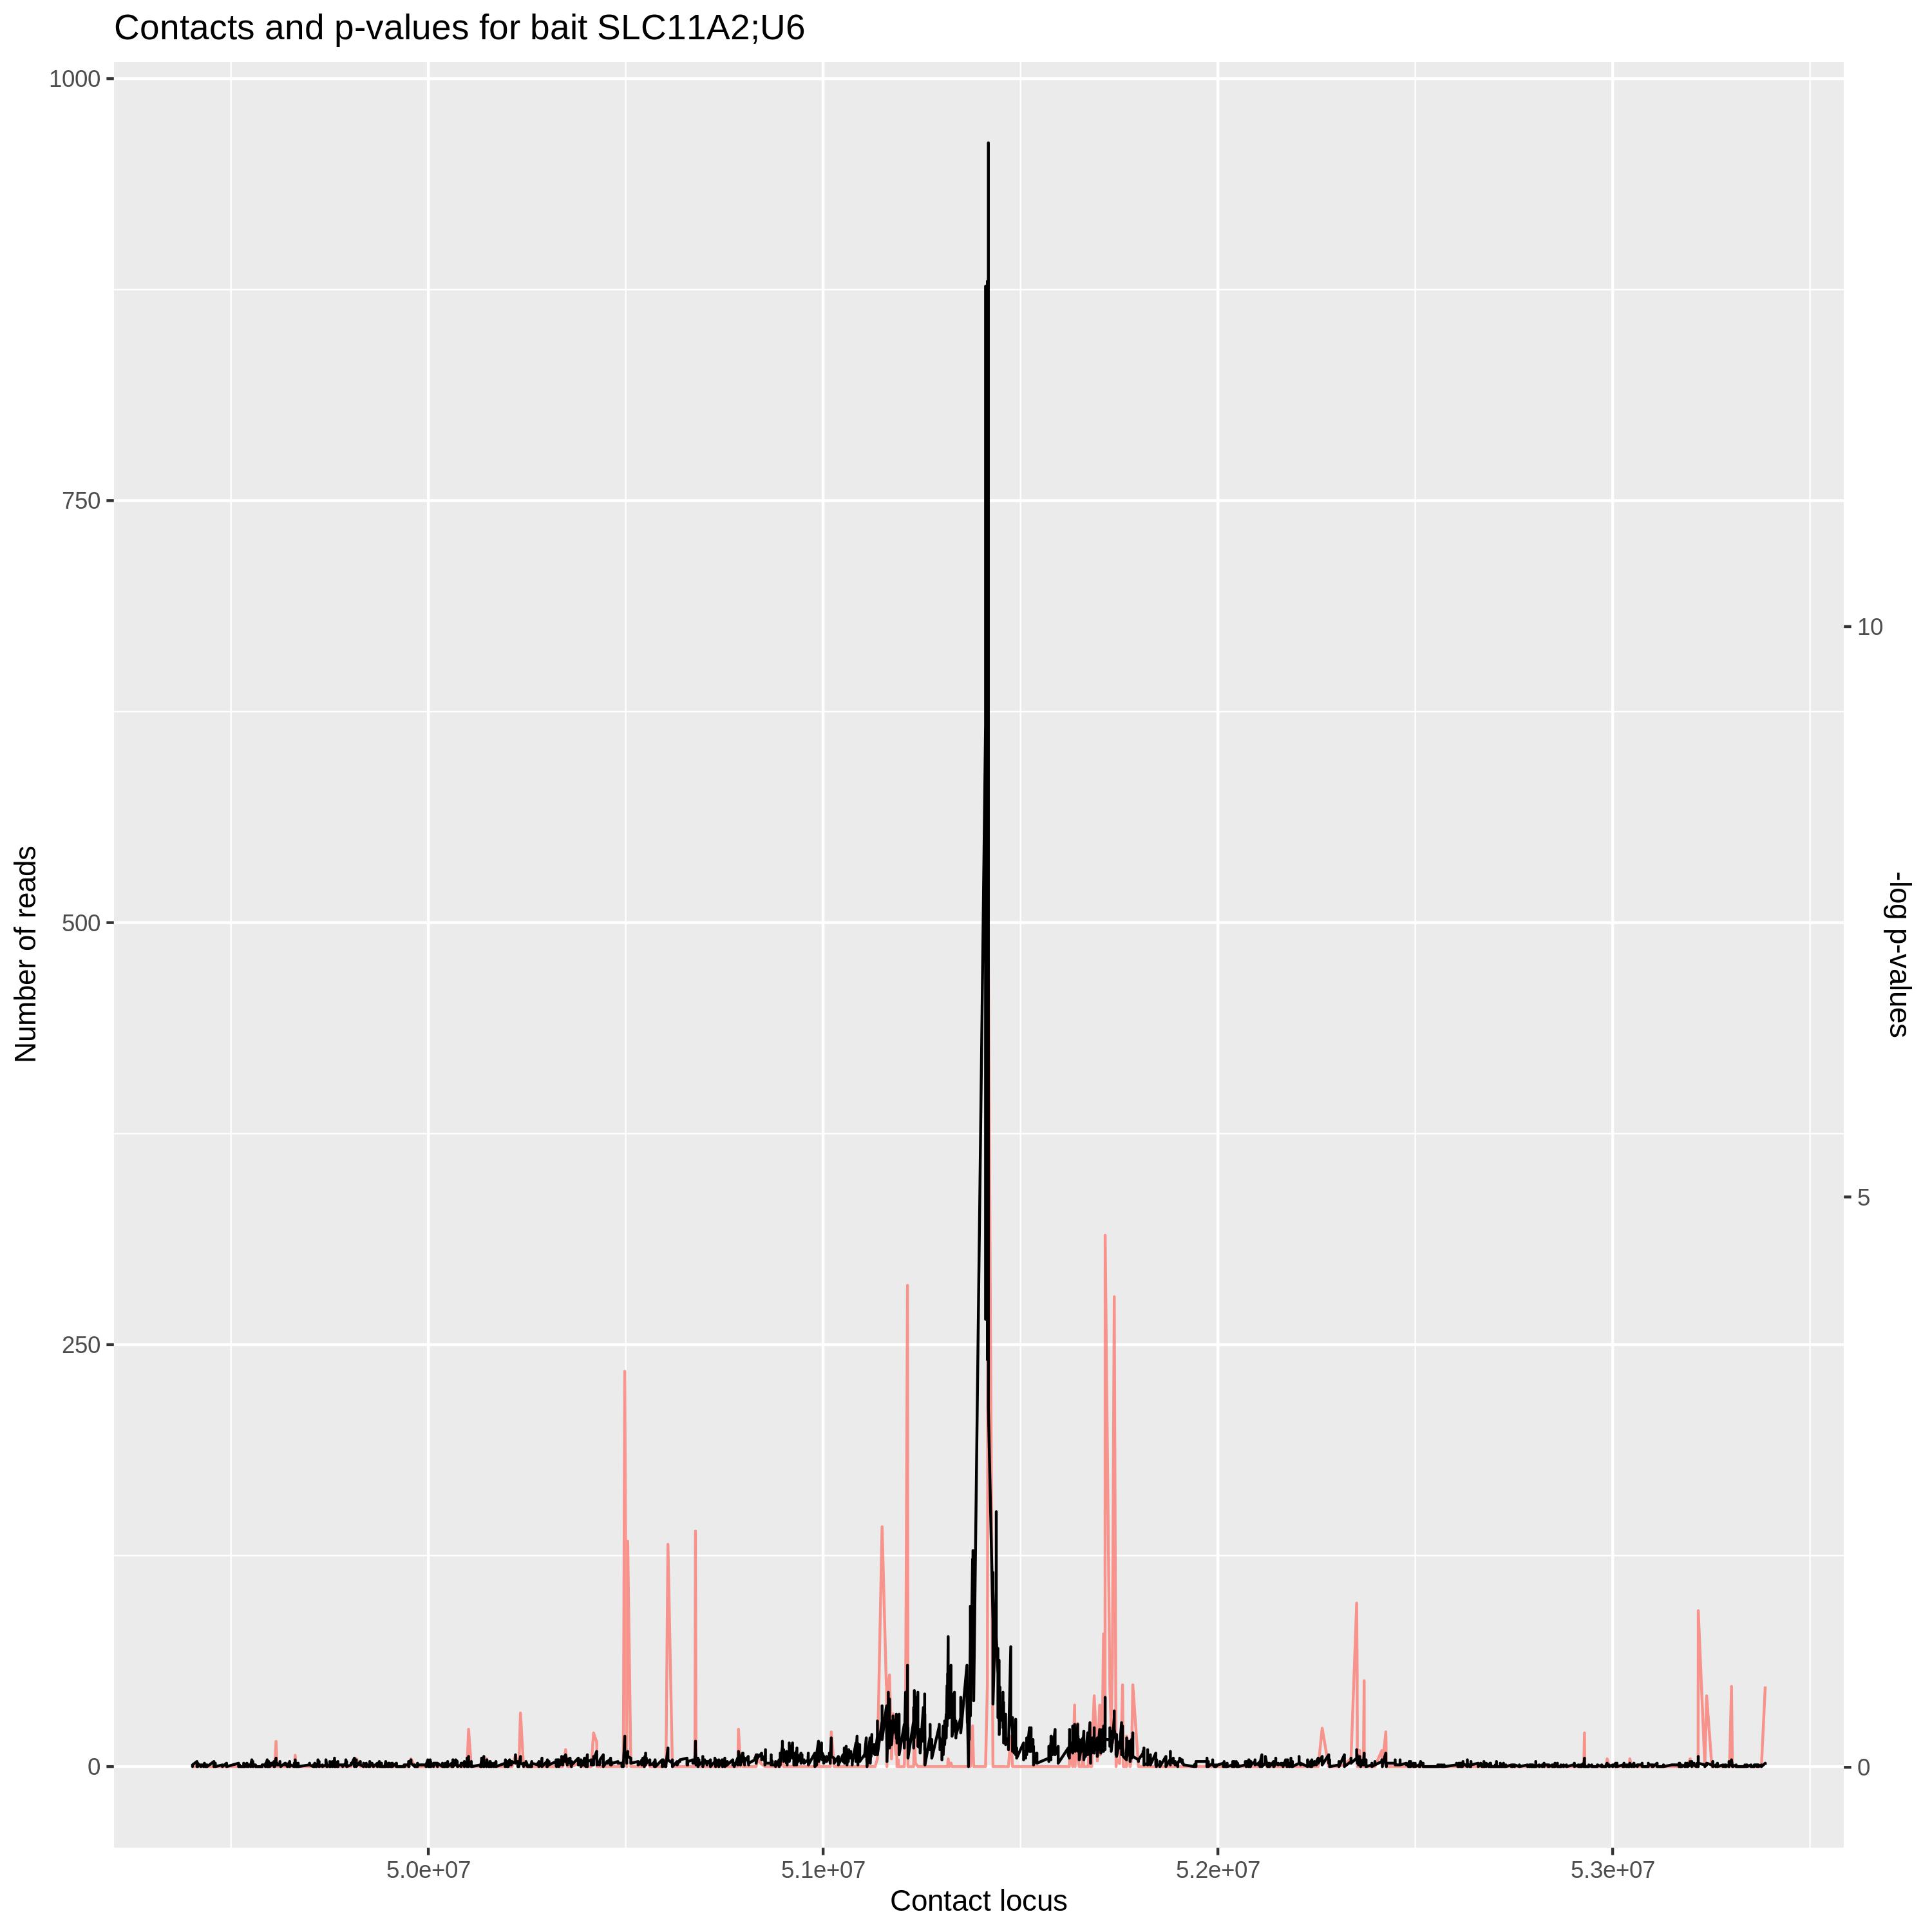 Contacts and p-values for bait SLC11A2;U6
1000
750
500
250
0
Number of reads
10
5
0
-log p-values
5.0e+07
5.1e+07
5.2e+07
5.3e+07
Contact locus